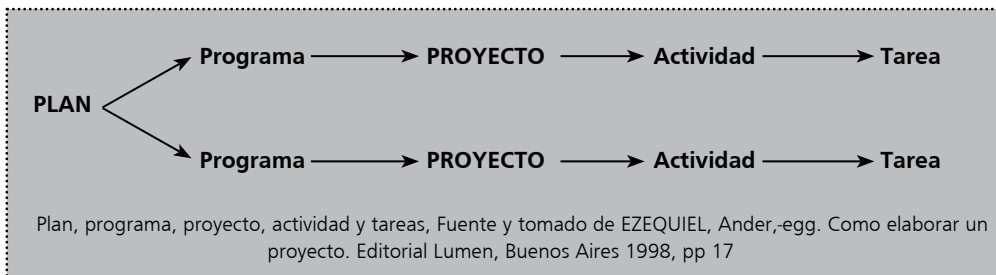 Programa PROYECTO Actividad Tarea
PLAN
Programa PROYECTO Actividad Tarea
Plan, programa, proyecto, actividad y tareas, Fuente y tomado de EZEQUIEL, Ander,-egg. Como elaborar un
proyecto. Editorial Lumen, Buenos Aires 1998, pp 17